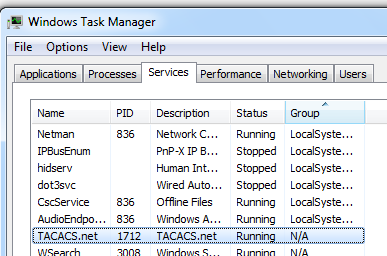 Windows Task Manager
File Options View Help
Applications Processes Services Performance Networking Users
Name PID Description Status Group
Netman 836 Network C... Running LocalSyste...
IPBusEnum PnP-X IP B... Stopped LocalSyste...
hidserv Human Int... Stopped LocalSyste...
dot3svc Wired Auto... Stopped LocalSyste...
CscService 836 Offline Files Running LocalSyste...
AudioEndpo... 836 Windows A... Running LocalSyste...
TACACS.net 1712 TACACS.net Running N/A
WSearch 3008 Windows S... Running N/A